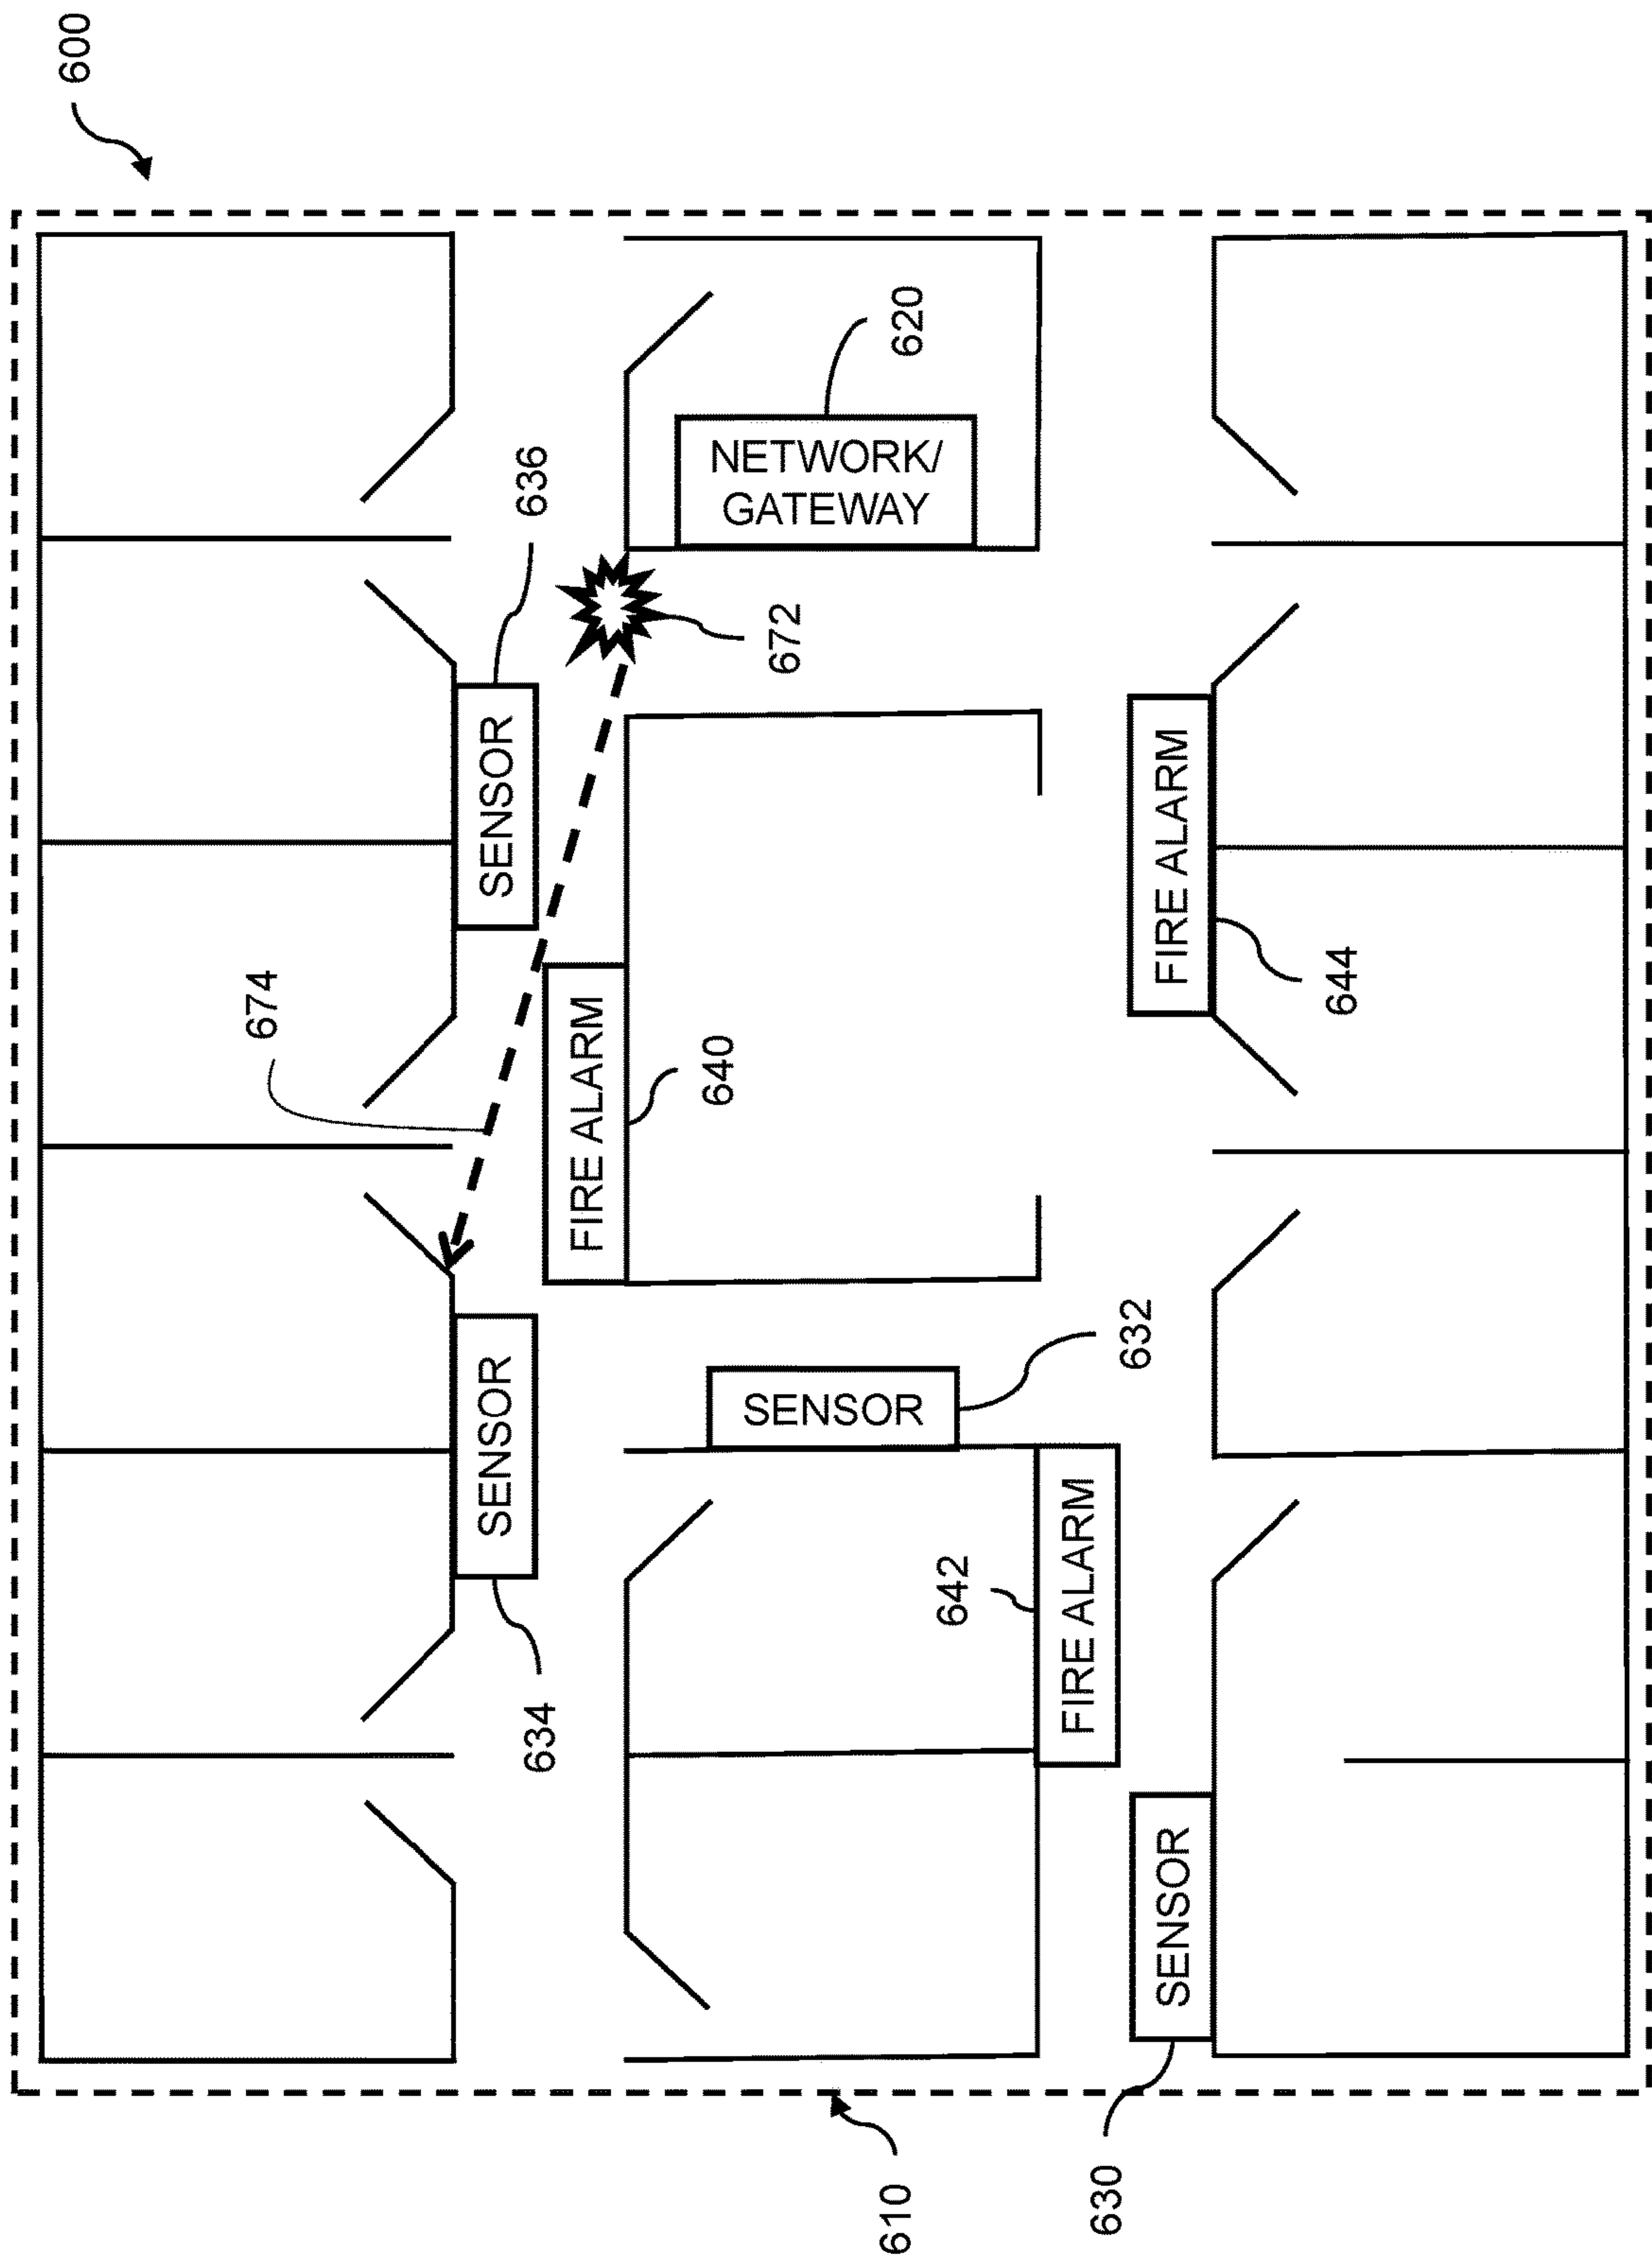 600
636
SENSOR
674
NETWORK/
GATEWAY
620
672
FIRE ALARM
640
SENSOR
634
SENSOR
632
FIRE ALARM
644
642
FIRE ALARM
SENSOR
630
610